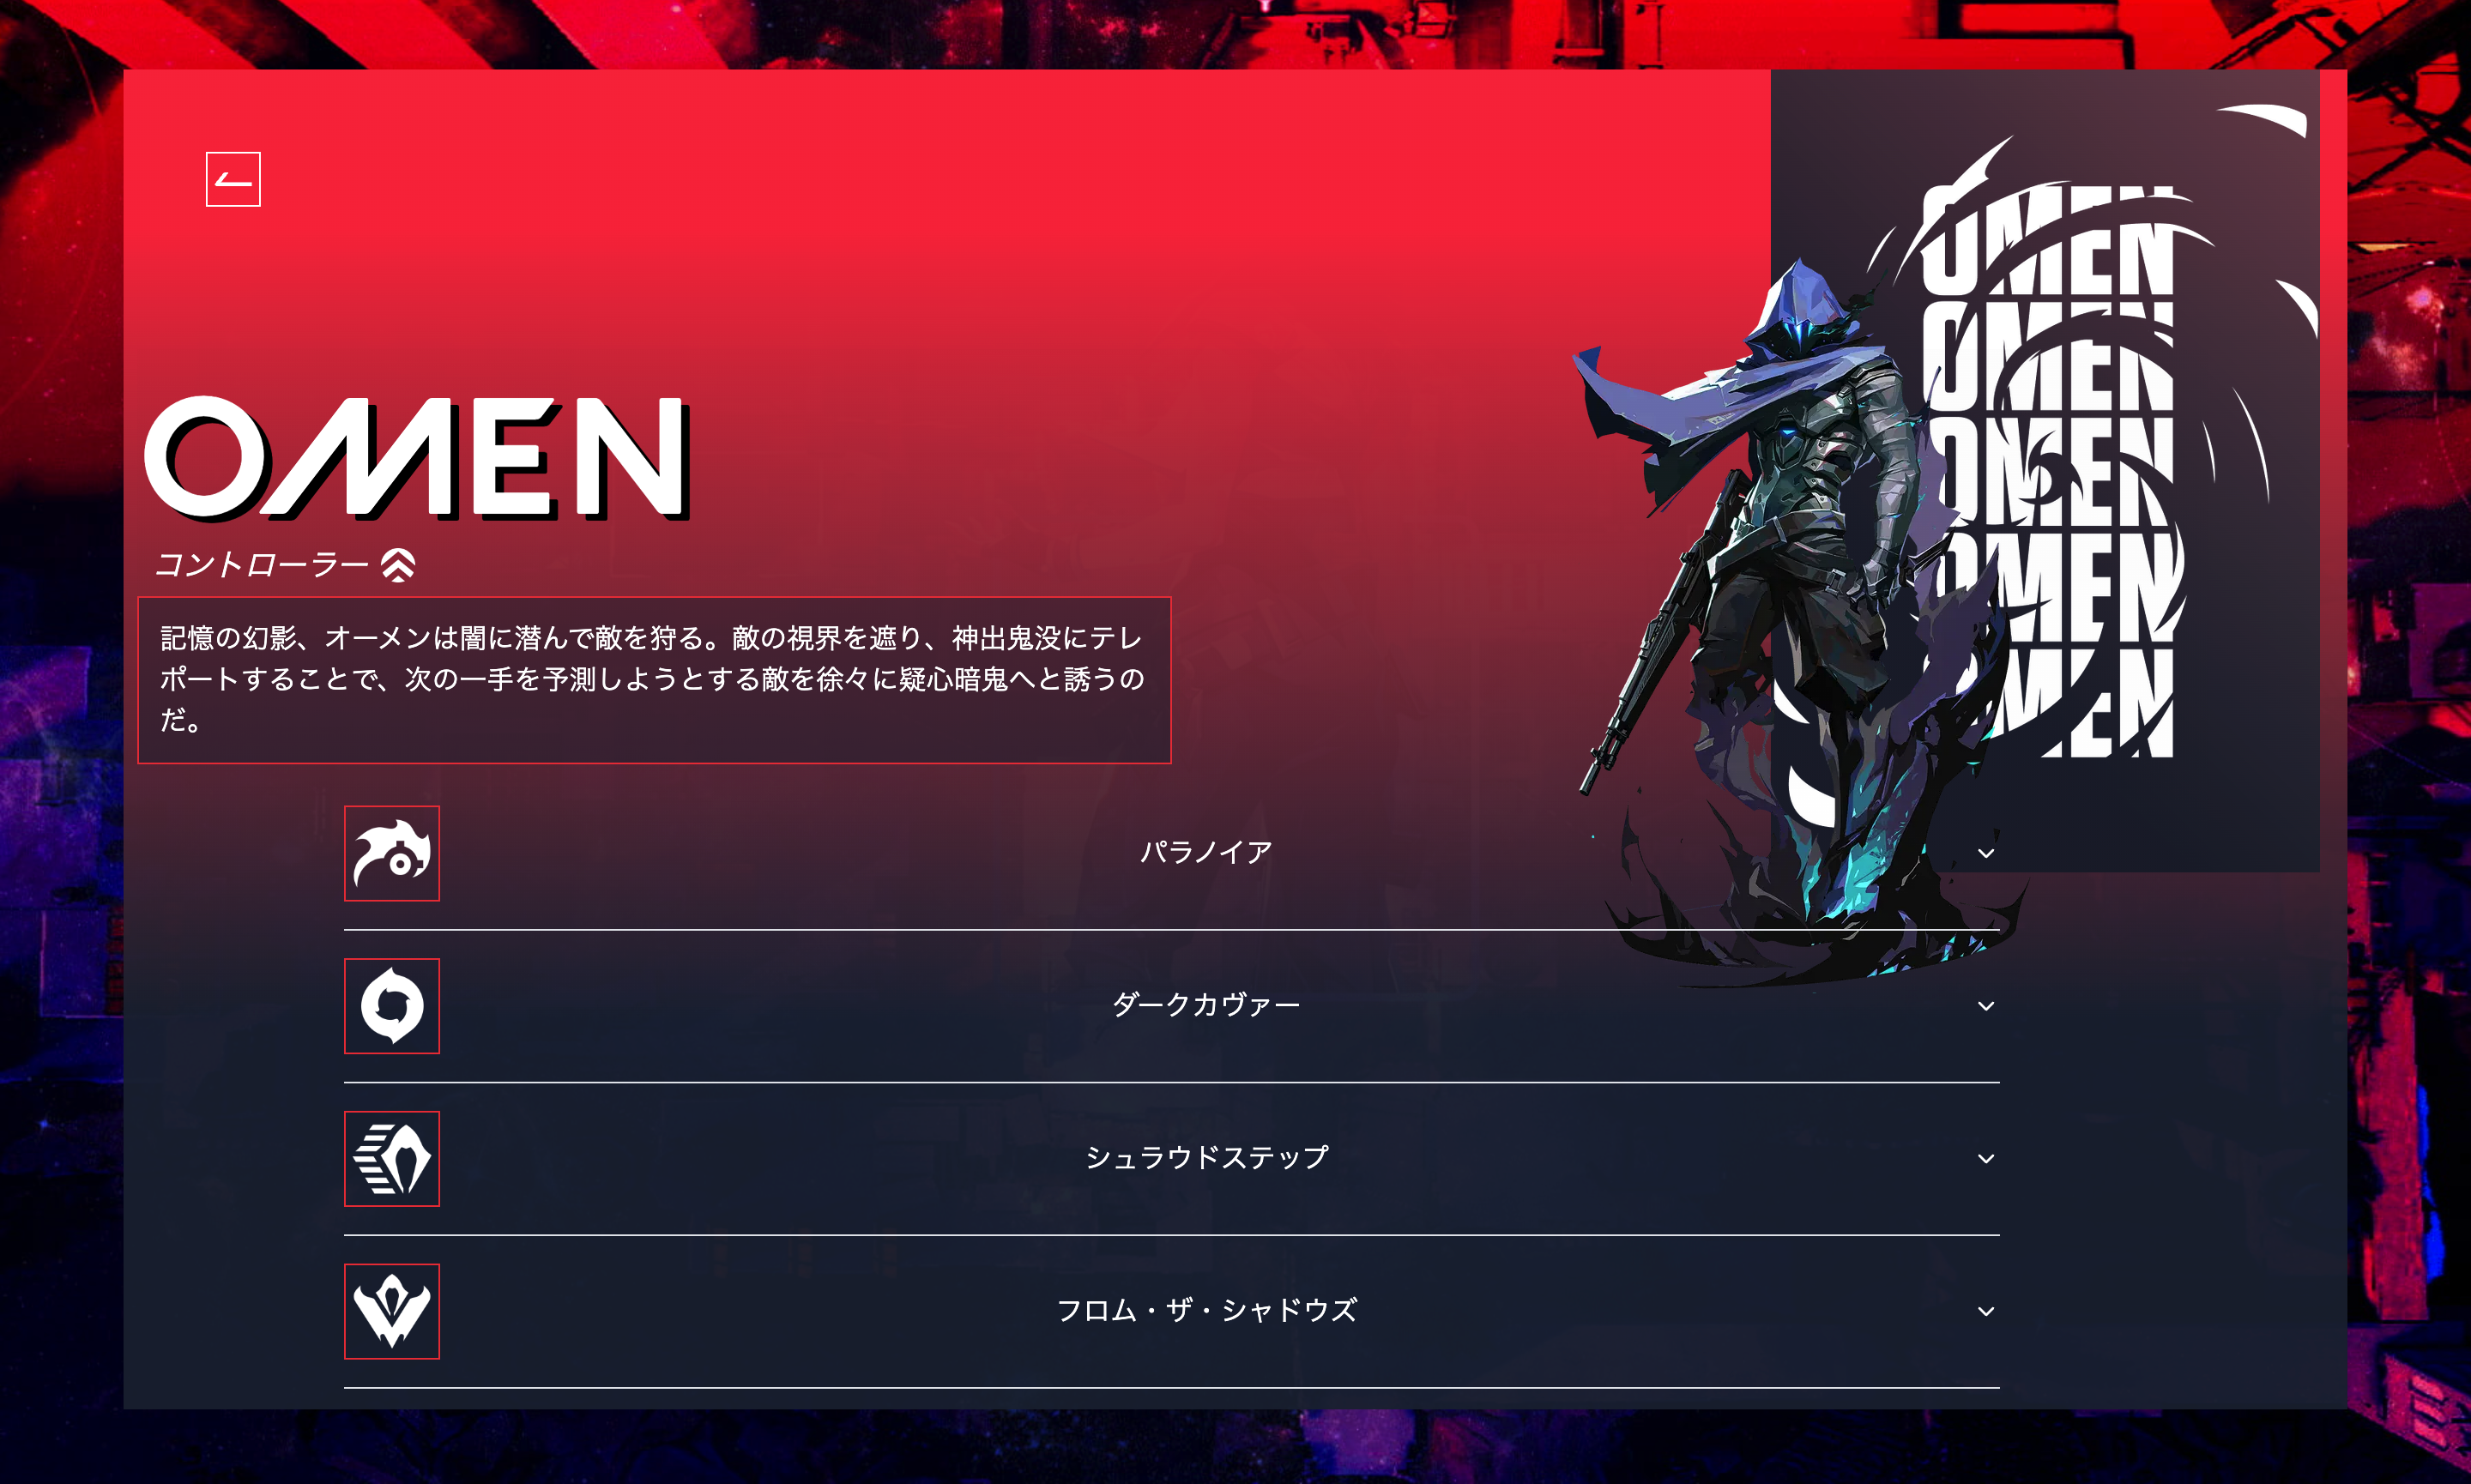 OMEN
コントローラー
記憶の幻影、オーメンは闇に潜んで敵を狩る。敵の視界を遮り、神出鬼没にテレ
ポートすることで、次の一手を予測しようとする敵を徐々に疑心暗鬼へと誘うの
だ。
OMEN
OMEN
OMEN
OMEN
OMEN
パラノイア
ダークカヴァー
シュラウドステップ
フロム・ザ・シャドウズ